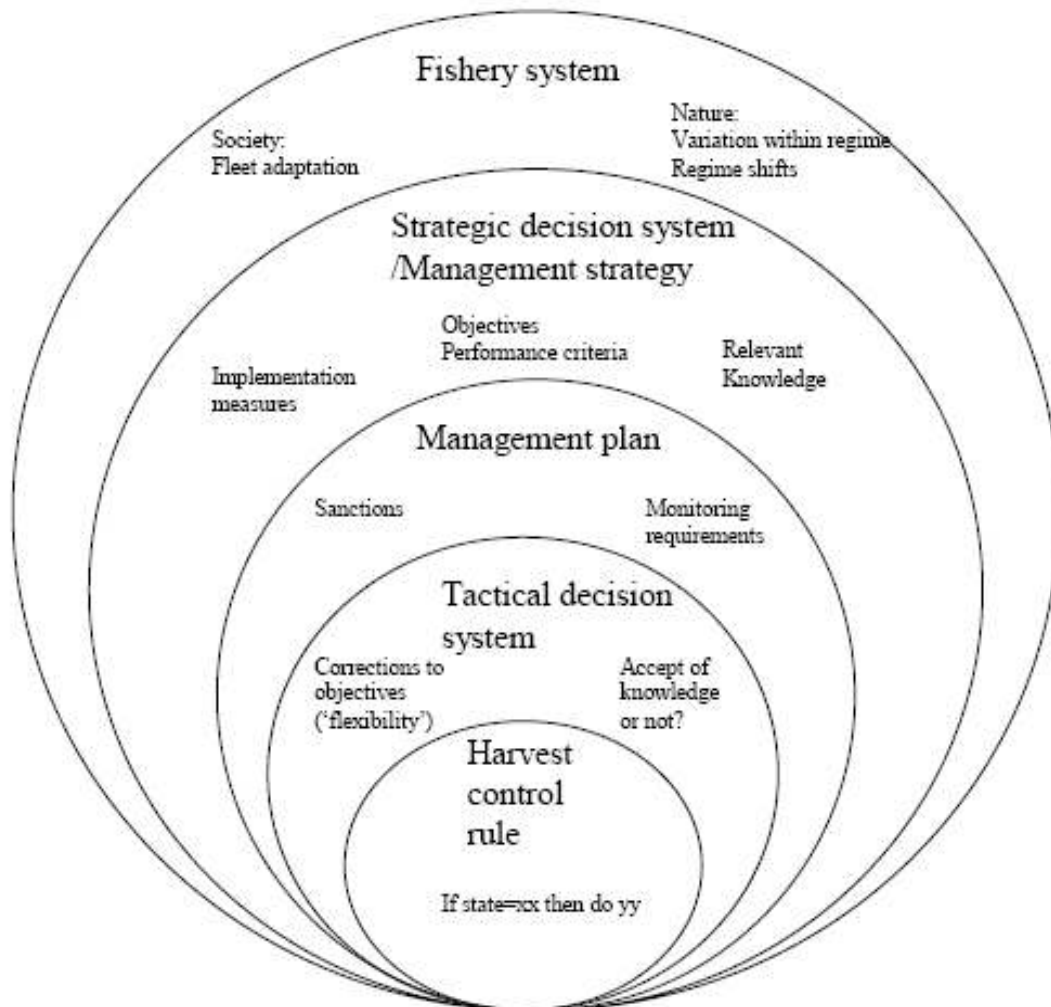 Fishery system
Society:
Fleet adaptation
Nature:
Variation within regime
Regime shifts
Strategic decision system
/Management strategy
Objectives
Performance criteria
Implementation
measures
Relevant
Knowledge
Management plan
Sanctions
Monitoring
requirements
Tactical decision
system
Corrections to
objectives
(‘flexibility’)
Accept of
knowledge
or not?
Harvest
control
rule
If state=xx then do yy